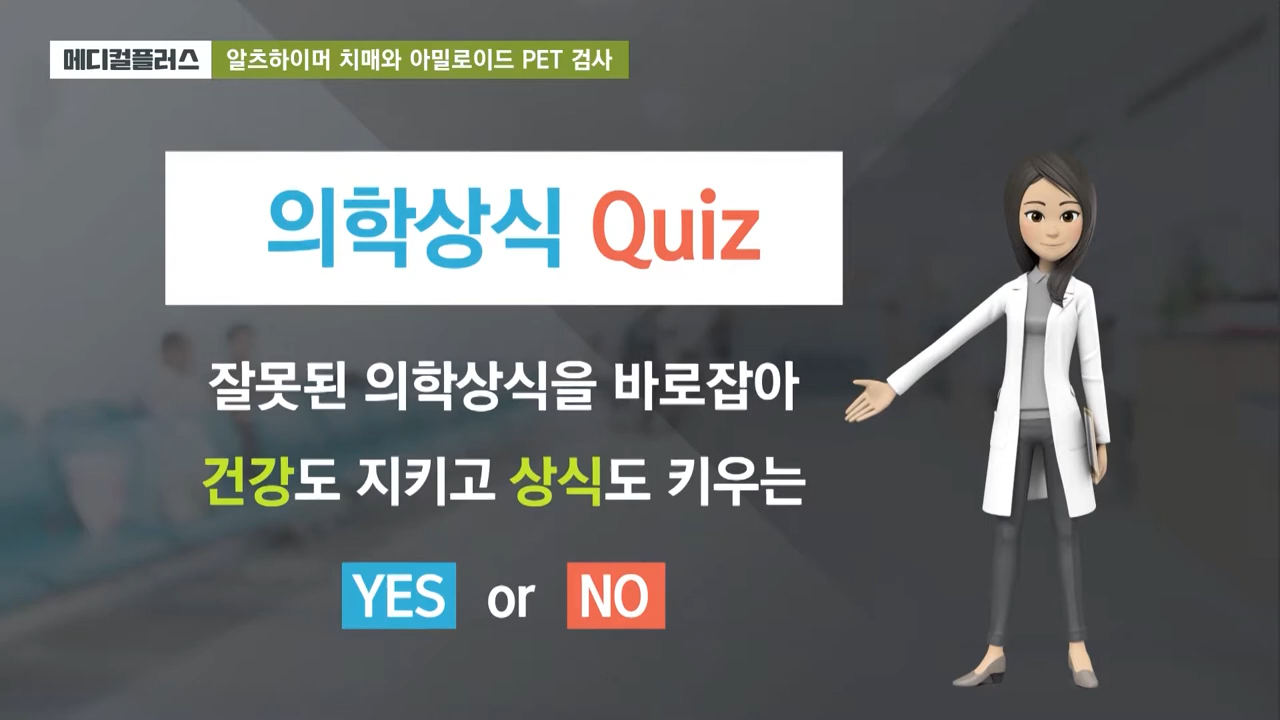 메디컬플러스 알츠하이머 치매와 아밀로이드 PET 검사
의학상식 Quiz
잘못된 의학상식을 바로잡아
건강도 지키고 상식도 키우는
YES or NO